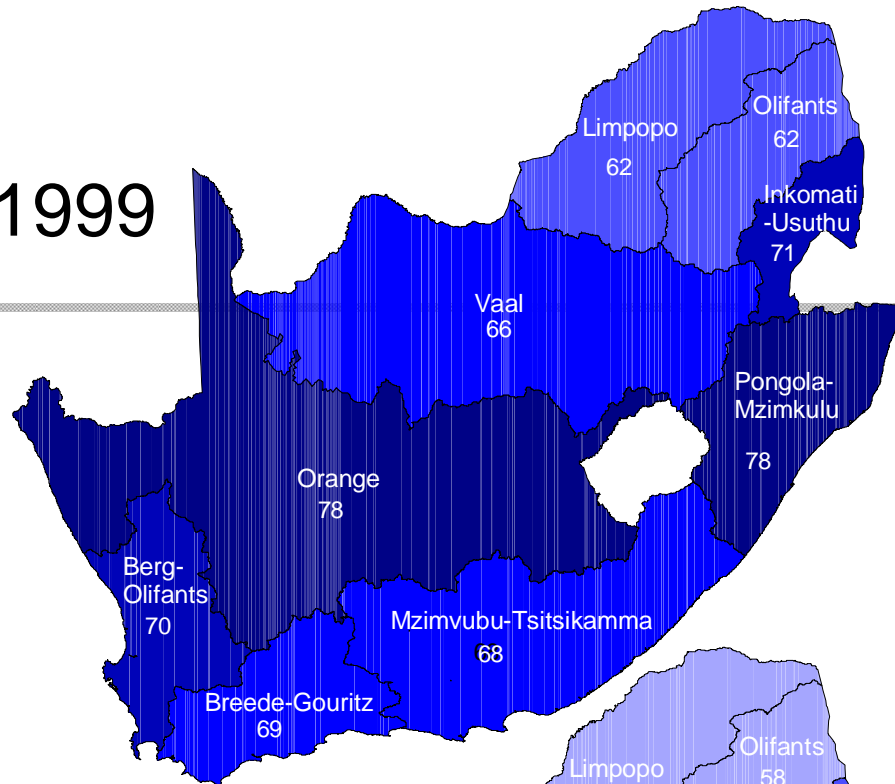 1999
Limpopo
62
Olifants
62
Inkomati
-Usuthu
71
Vaal
66
Pongola-
Mzimkulu
78
Orange
78
Berg-
Olifants
70
Mzimvubu-Tsitsikamma
68
Breede-Gouritz
69
Limpopo
Olifants
58